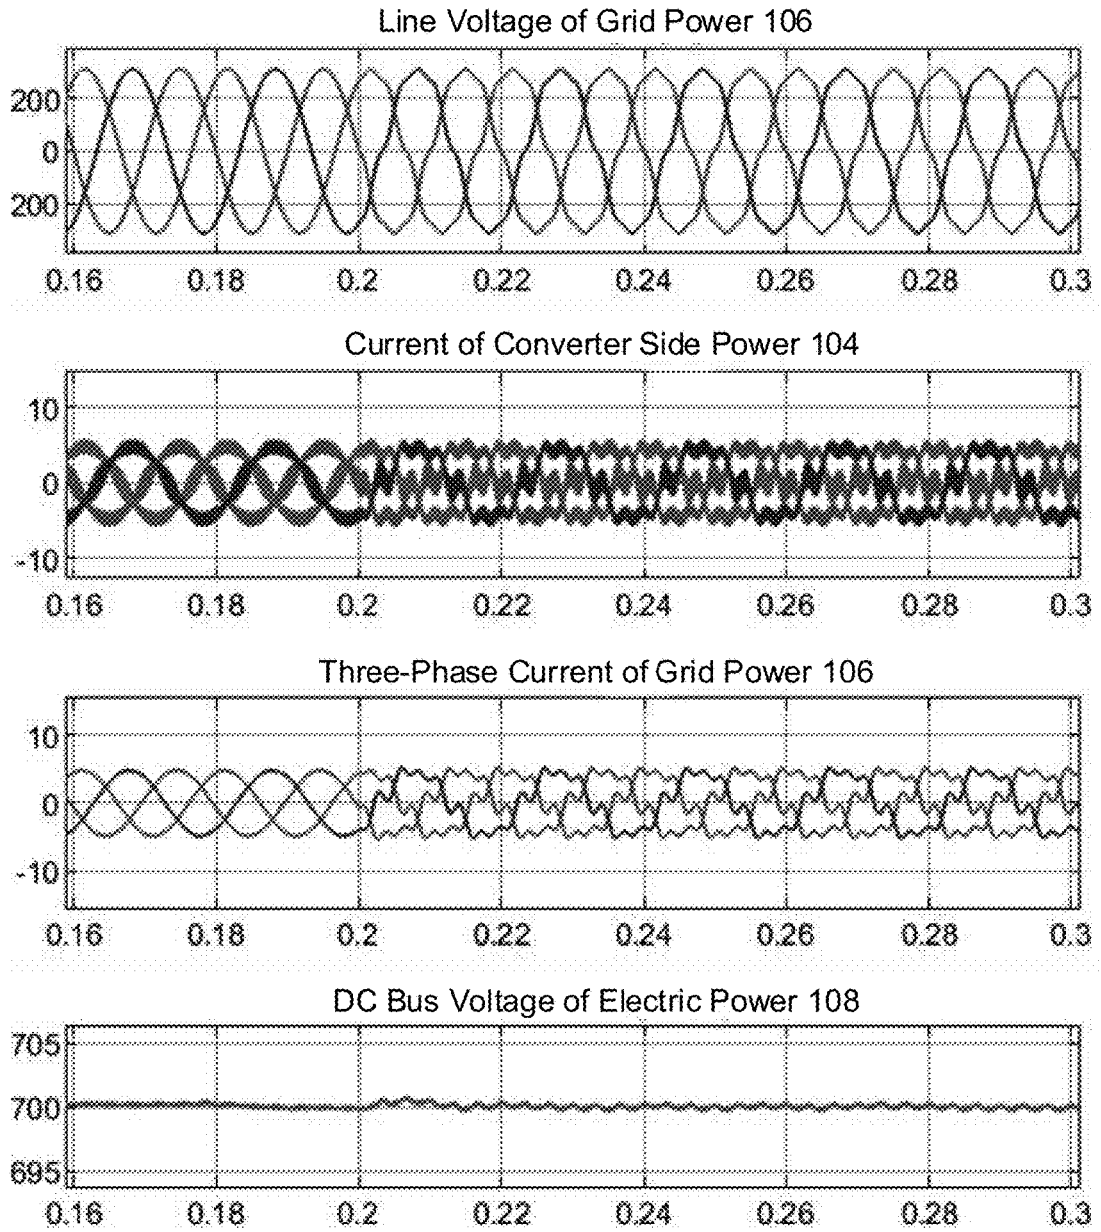 Line Voltage of Grid Power 106
200
0
200
0.16 0.18 0.2 0.22 0.24 0.26 0.28 0.3
Current of Converter Side Power 104
10
0
-10
0.16 0.18 0.2 0.22 0.24 0.26 0.28 0.3
Three-Phase Current of Grid Power 106
10
0
-10
0.16 0.18 0.2 0.22 0.24 0.26 0.28 0.3
DC Bus Voltage of Electric Power 108
705
700
695
0.16 0.18 0.2 0.22 0.24 0.26 0.28 0.3